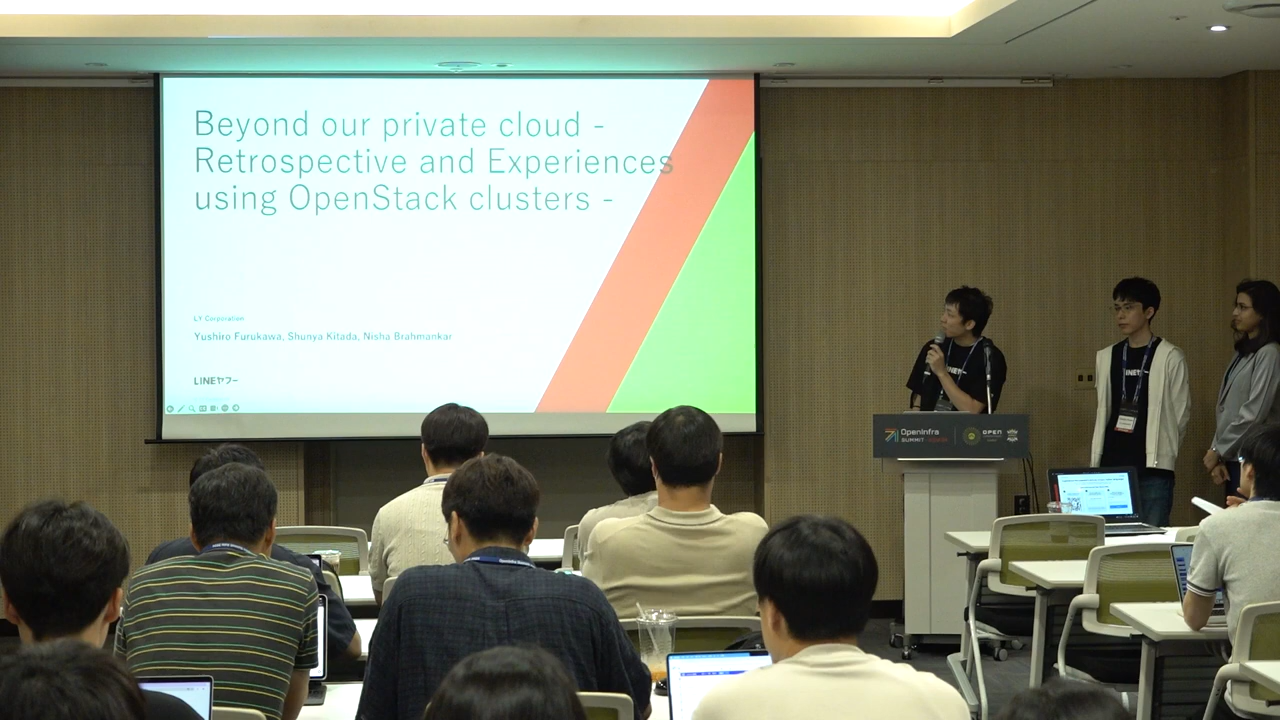 Beyond our private cloud -
Retrospective and Experiences
using OpenStack clusters -
LY Corporation
Yushiro Furukawa, Shunya Kitada, Nisha Brahmankar
LINEヤフー
OpenInfra
SUMMIT
OPEN